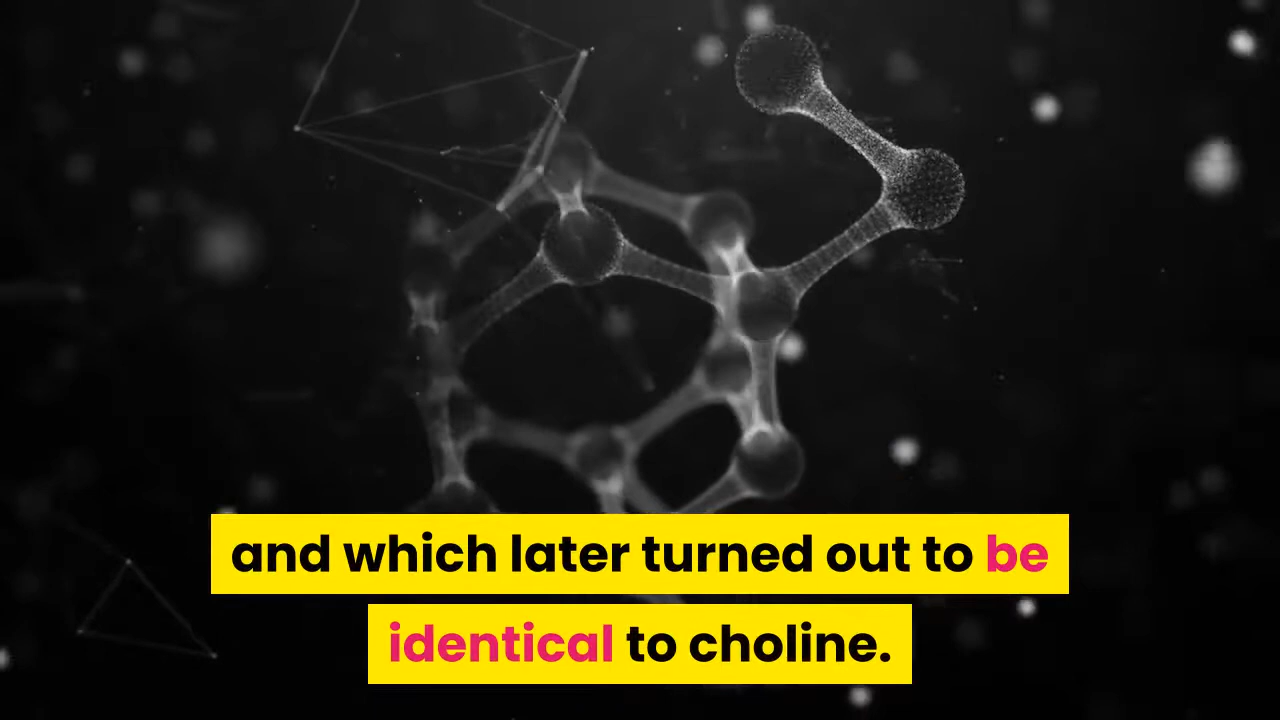 and which later turned out to be
identical to choline.